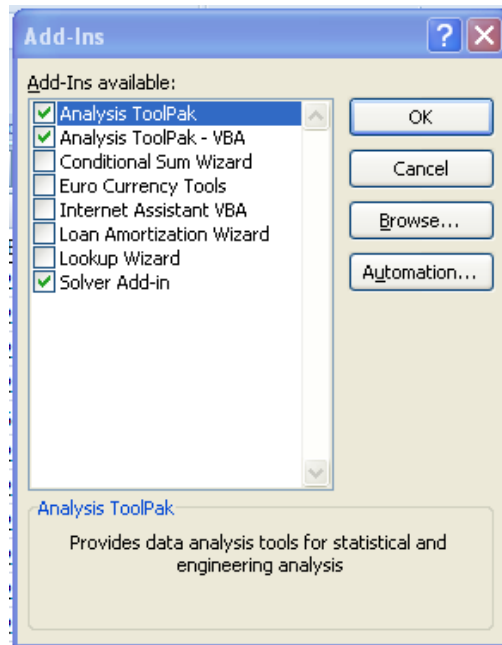 Add-Ins
Add-Ins available:
Analysis ToolPak
Analysis ToolPak - VBA
Conditional Sum Wizard
Euro Currency Tools
Internet Assistant VBA
Loan Amortization Wizard
Lookup Wizard
Solver Add-in
OK
Cancel
Browse...
Automation...
Analysis ToolPak
Provides data analysis tools for statistical and
engineering analysis